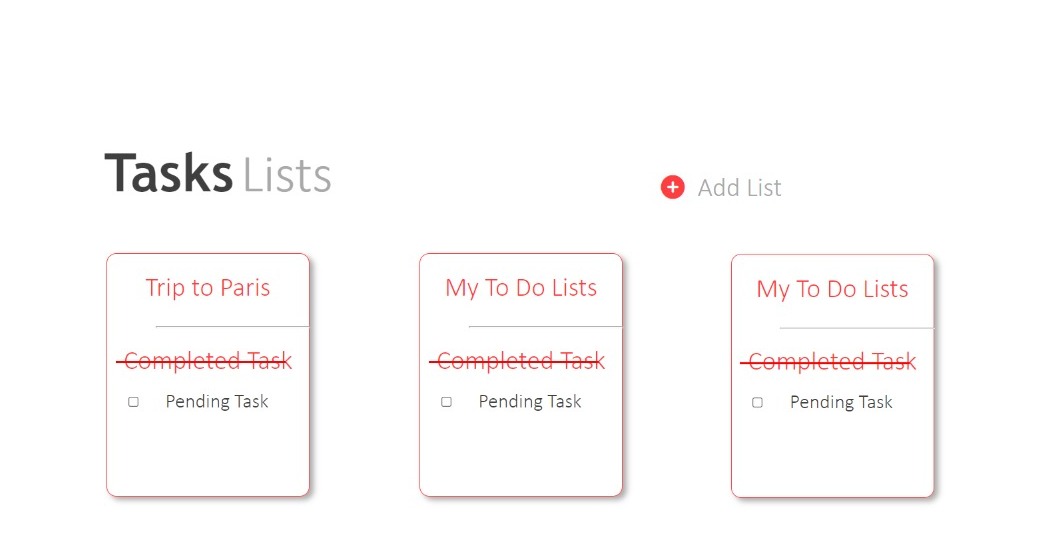 Tasks Lists
Add List
Trip to Paris
Completed Task
Pending Task
My To Do Lists
Completed Task
Pending Task
My To Do Lists
Completed Task
Pending Task